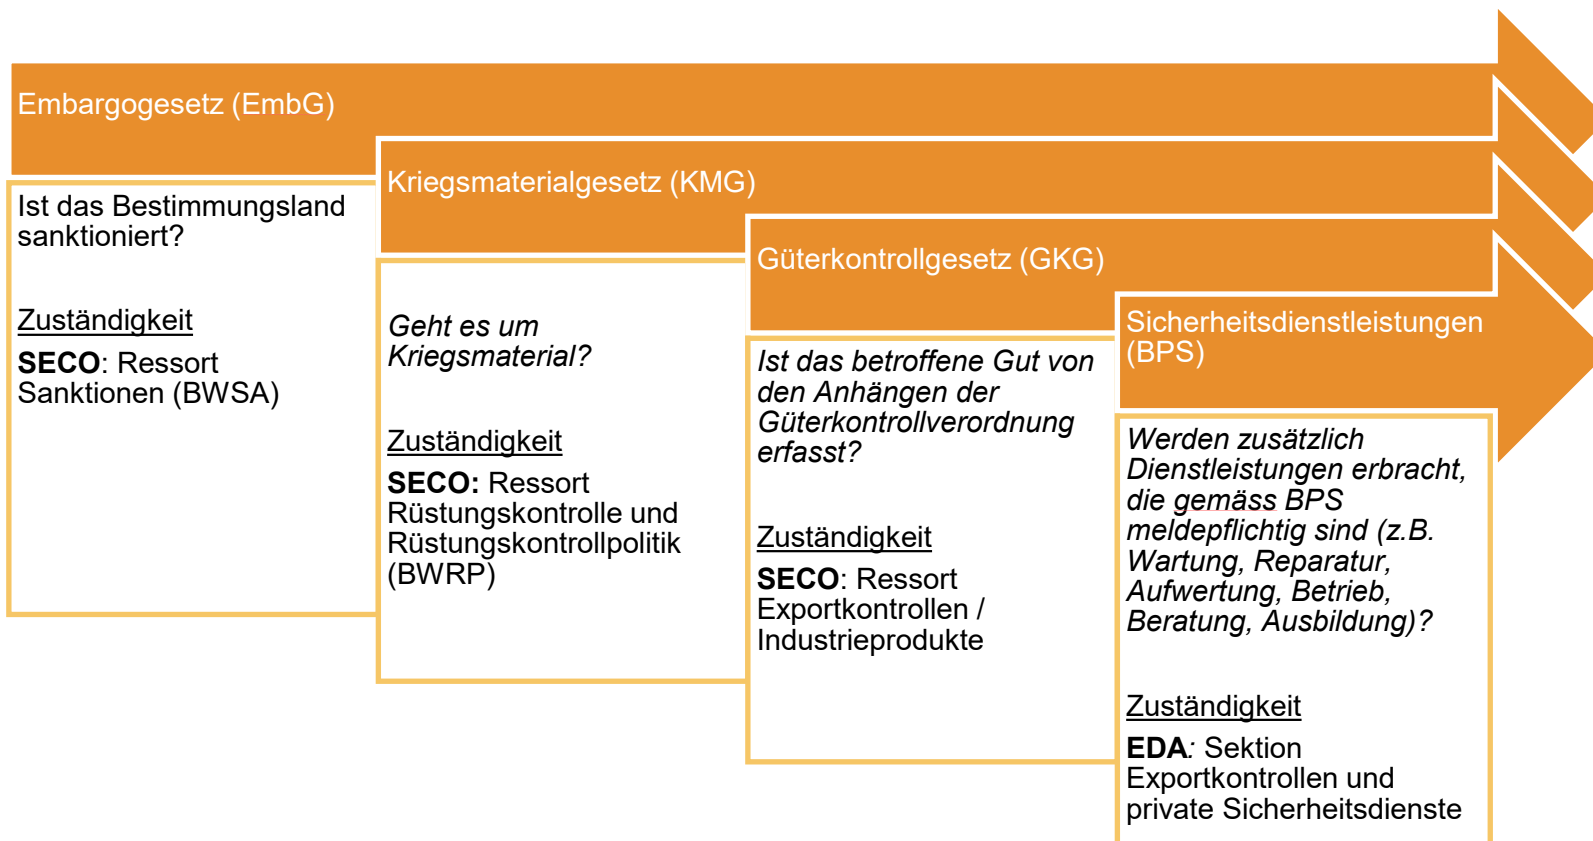 Embargogesetz (EmbG)
Ist das Bestimmungsland
sanktioniert?
Zuständigkeit
SECO: Ressort
Sanktionen (BWSA)
Kriegsmaterialgesetz (KMG)
Geht es um
Kriegsmaterial?
Zuständigkeit
SECO: Ressort
Rüstungskontrolle und
Rüstungskontrollpolitik
(BWRP)
Güterkontrollgesetz (GKG)
Ist das betroffene Gut von
den Anhängen der
Güterkontrollverordnung
erfasst?
Zuständigkeit
SECO: Ressort
Exportkontrollen /
Industrieprodukte
Sicherheitsdienstleistungen
(BPS)
Werden zusätzlich
Dienstleistungen erbracht,
die gemäss BPS
meldepflichtig sind (z.B.
Wartung, Reparatur,
Aufwertung, Betrieb,
Beratung, Ausbildung)?
Zuständigkeit
EDA: Sektion
Exportkontrollen und
private Sicherheitsdienste